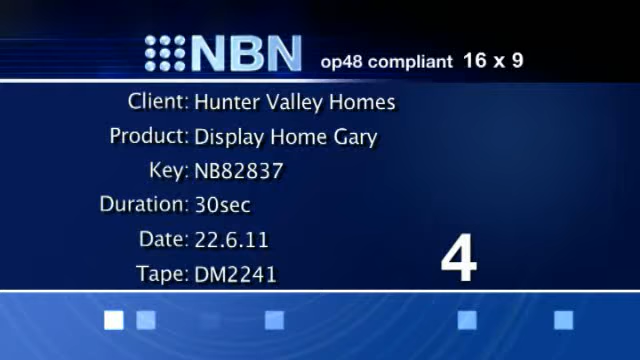 NBN op48 compliant 16 x 9
Client: Hunter Valley Homes
Product: Display Home Gary
Key: NB82837
Duration: 30sec
Date: 22.6.11
Tape: DM2241
4